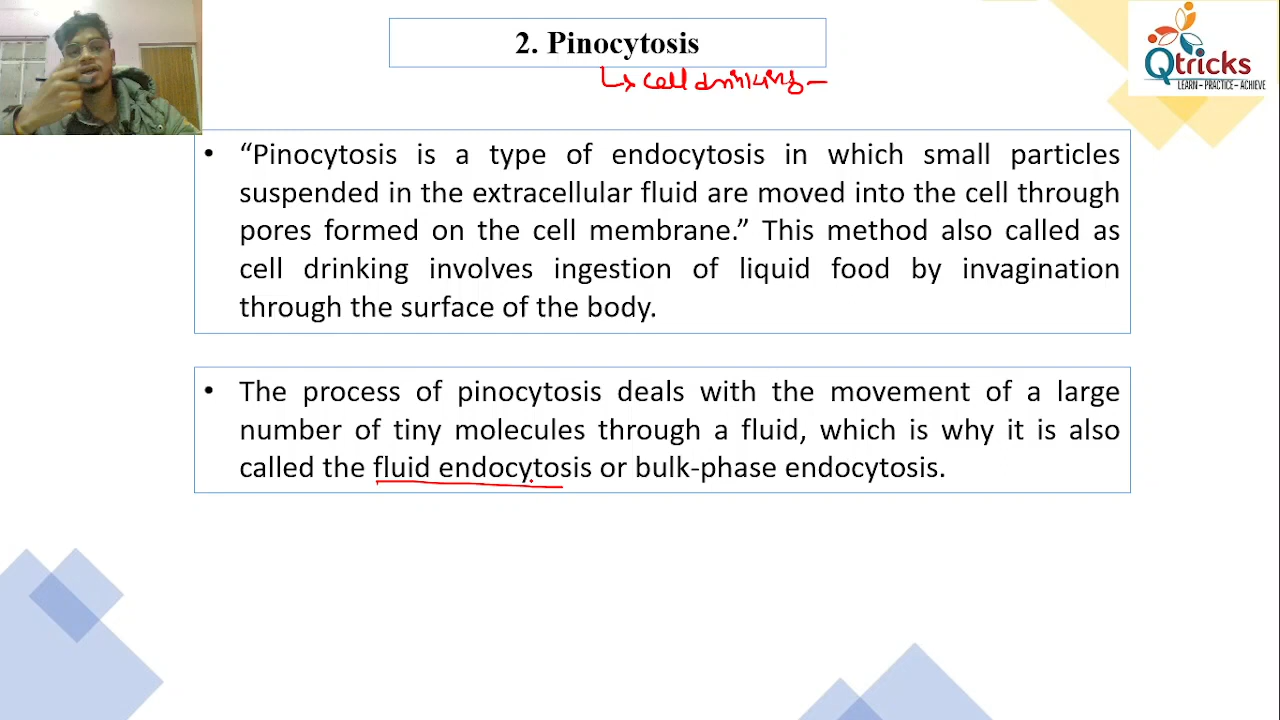 2. Pinocytosis
cell drinking
Qtricks
LEARN – PRACTICE – ACHIEVE
• “Pinocytosis is a type of endocytosis in which small particles
suspended in the extracellular fluid are moved into the cell through
pores formed on the cell membrane.” This method also called as
cell drinking involves ingestion of liquid food by invagination
through the surface of the body.
• The process of pinocytosis deals with the movement of a large
number of tiny molecules through a fluid, which is why it is also
called the fluid endocytosis or bulk-phase endocytosis.